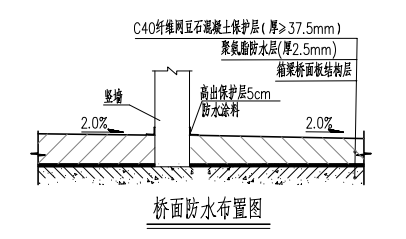 C40纤维网豆石混凝土保护层(厚≥37.5mm)
聚氨脂防水层(厚2.5mm)
箱梁桥面板结构层
竖墙
高出保护层5cm
防水涂料
2.0%
2.0%
桥面防水布置图